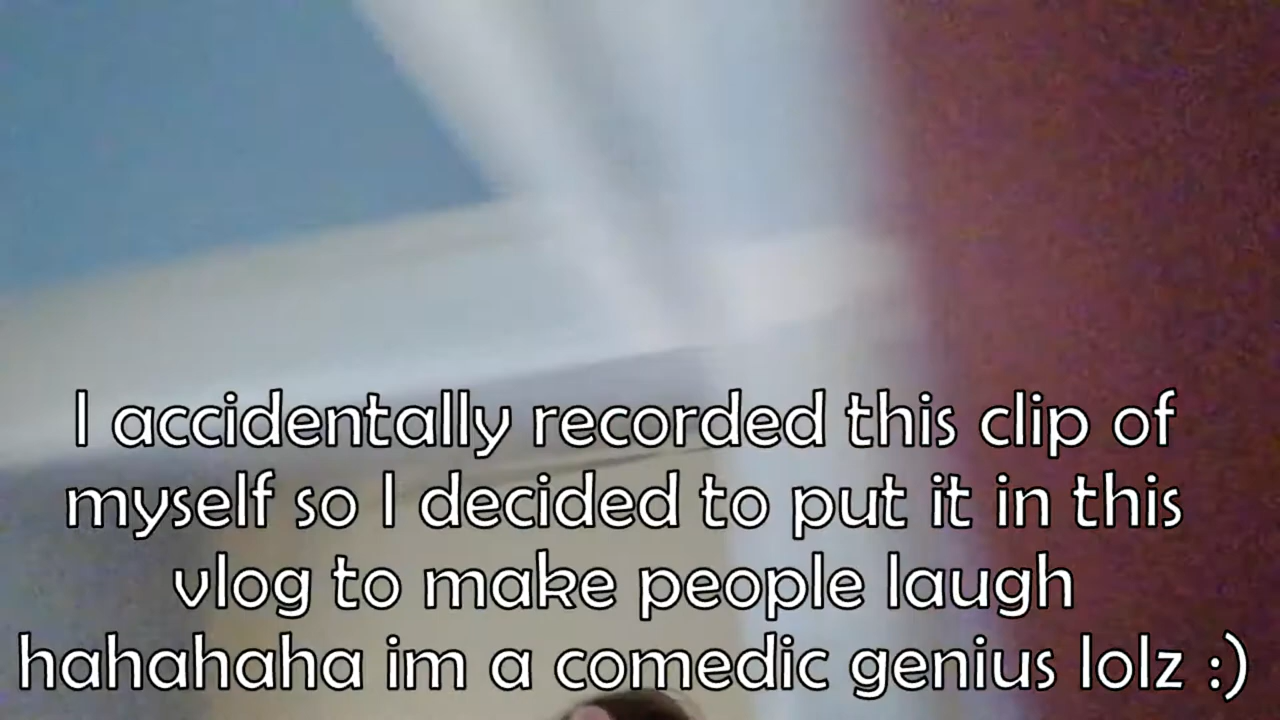 I accidentally recorded this clip of
myself so I decided to put it in this
vlog to make people laugh
hahahaha im a comedic genius lolz :)